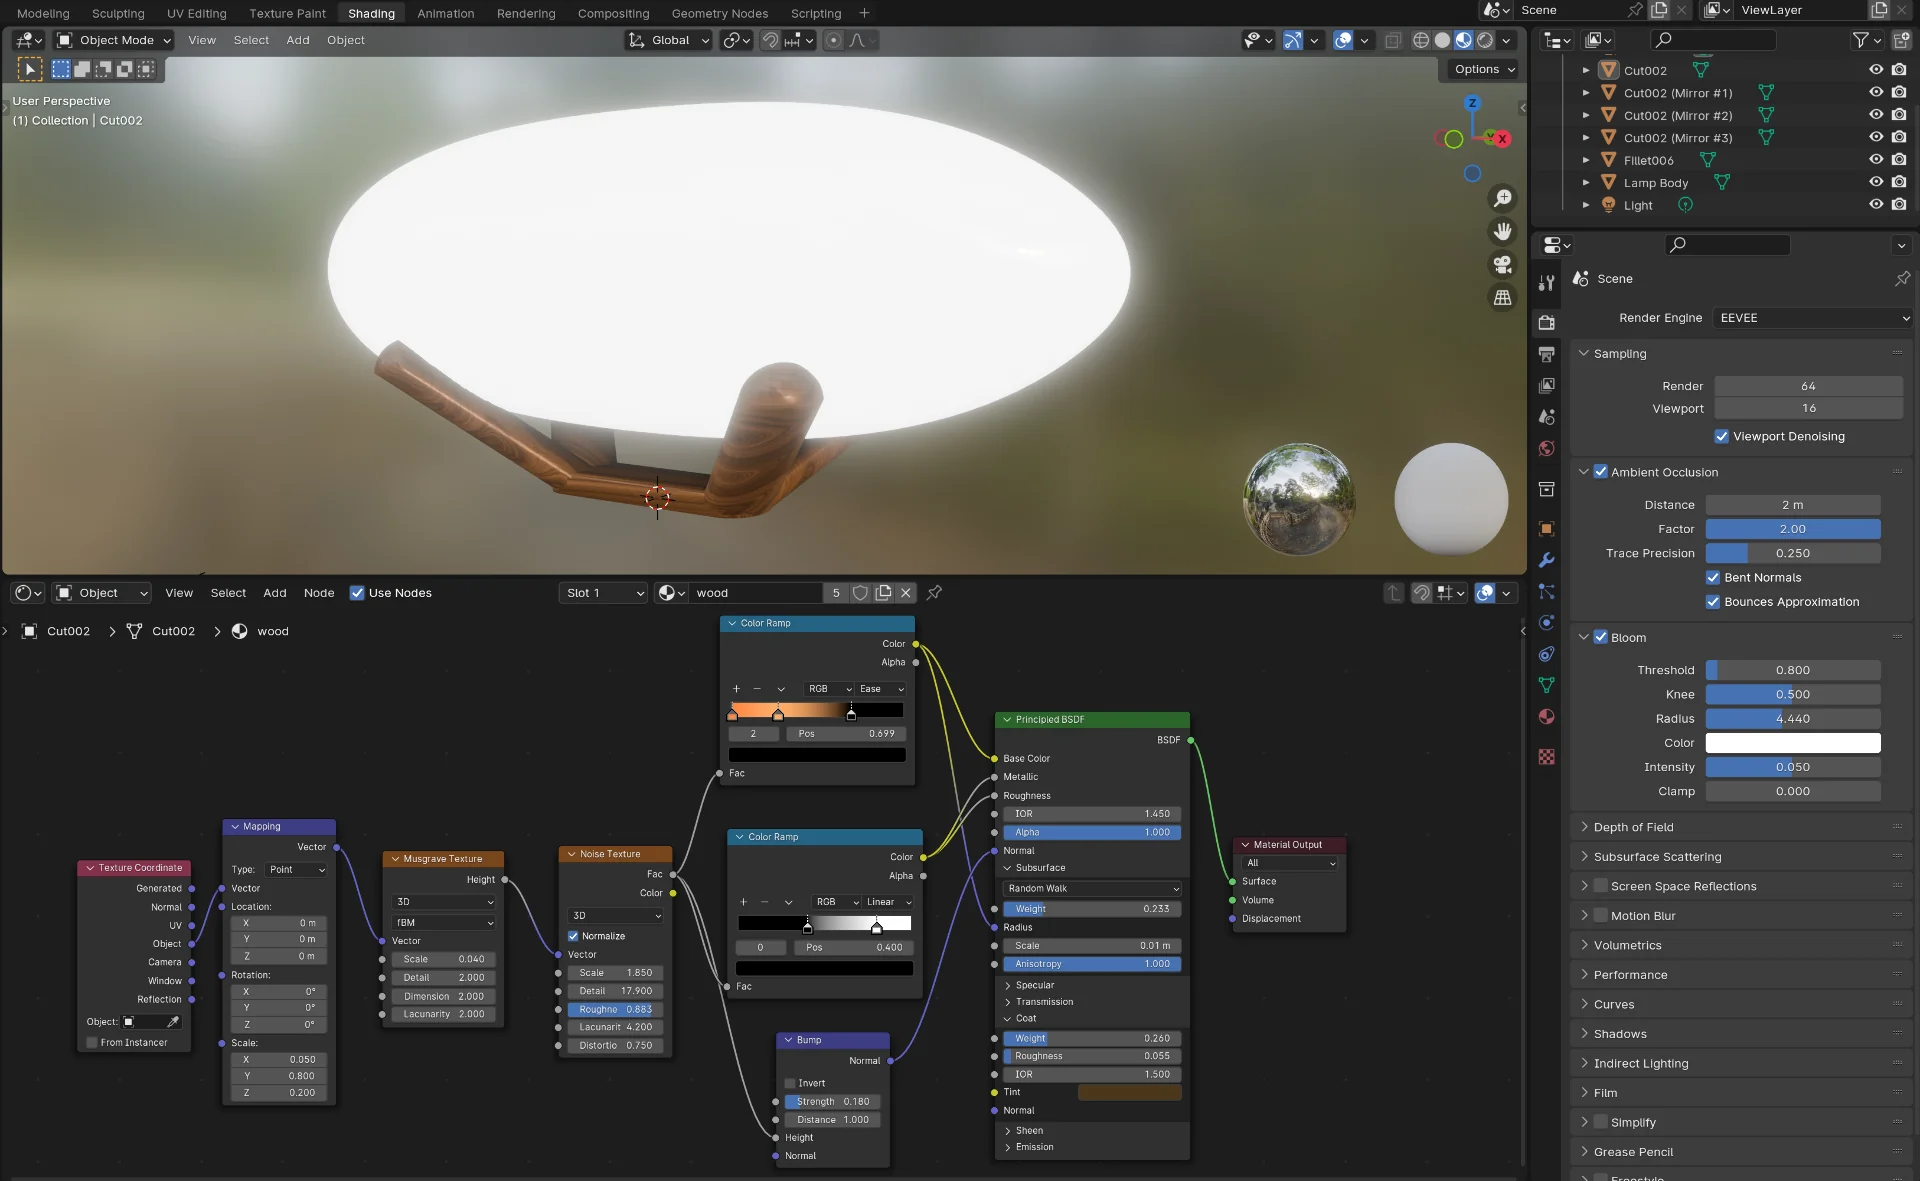 Modeling Sculpting UV Editing Texture Paint Shading Animation Rendering Compositing Geometry Nodes Scripting + Scene ViewLayer
Object Mode View Select Add Object Global
Options
User Perspective
(1) Collection | Cut002
Z
Y
X
Cut002
Cut002 (Mirror #1)
Cut002 (Mirror #2)
Cut002 (Mirror #3)
Fillet006
Lamp Body
Light
Scene
Render Engine EEVEE
Sampling
Render 64
Viewport 16
Viewport Denoising
Ambient Occlusion
Distance 2 m
Factor 2.00
Trace Precision 0.250
Bent Normals
Bounces Approximation
Bloom
Threshold 0.800
Knee 0.500
Radius 4.440
Color
Intensity 0.050
Clamp 0.000
Depth of Field
Subsurface Scattering
Screen Space Reflections
Motion Blur
Volumetrics
Performance
Curves
Shadows
Indirect Lighting
Film
Simplify
Grease Pencil
Freestyle
Object View Select Add Node Use Nodes Slot 1 wood 5
Cut002 > Cut002 > wood
Texture Coordinate
Generated
Normal
UV
Object
Camera
Window
Reflection
Object:
From Instancer
Mapping
Vector
Type: Point
Vector
Location:
X 0 m
Y 0 m
Z 0 m
Rotation:
X 0°
Y 0°
Z 0°
Scale:
X 0.050
Y 0.800
Z 0.200
Musgrave Texture
Height
3D
fBM
Vector
Scale 0.040
Detail 2.000
Dimension 2.000
Lacunarity 2.000
Noise Texture
Fac
Color
3D
Normalize
Vector
Scale 1.850
Detail 17.900
Roughne 0.883
Lacunarit 4.200
Distortio 0.750
Color Ramp
Color
Alpha
+ − RGB Ease
2 Pos 0.699
Fac
Color Ramp
Color
Alpha
+ − RGB Linear
0 Pos 0.400
Fac
Bump
Normal
Invert
Strength 0.180
Distance 1.000
Height
Normal
Principled BSDF
BSDF
Base Color
Metallic
Roughness
IOR 1.450
Alpha 1.000
Normal
Subsurface
Random Walk
Weight 0.233
Radius
Scale 0.01 m
Anisotropy 1.000
Specular
Transmission
Coat
Weight 0.260
Roughness 0.055
IOR 1.500
Tint
Normal
Sheen
Emission
Material Output
All
Surface
Volume
Displacement